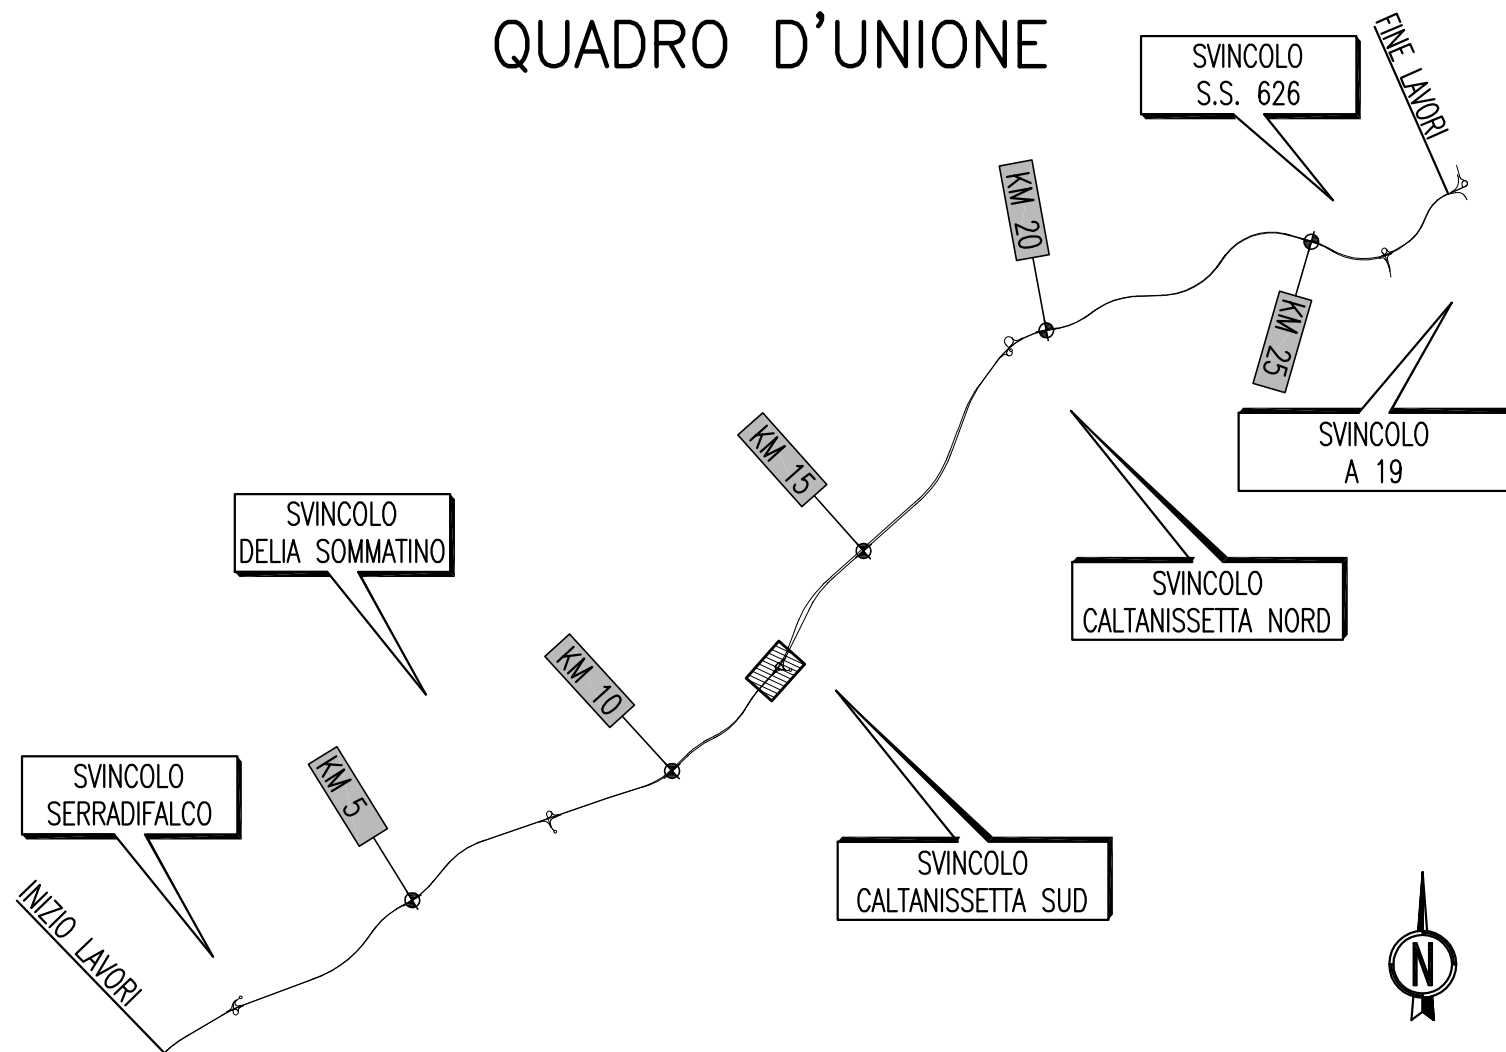 QUADRO D'UNIONE
SVINCOLO
S.S. 626
FINE LAVORI
KM 20
KM 25
SVINCOLO
A 19
KM 15
SVINCOLO
DELIA SOMMATINO
SVINCOLO
CALTANISSETTA NORD
KM 10
KM 5
SVINCOLO
SERRADIFALCO
SVINCOLO
CALTANISSETTA SUD
INIZIO LAVORI
N